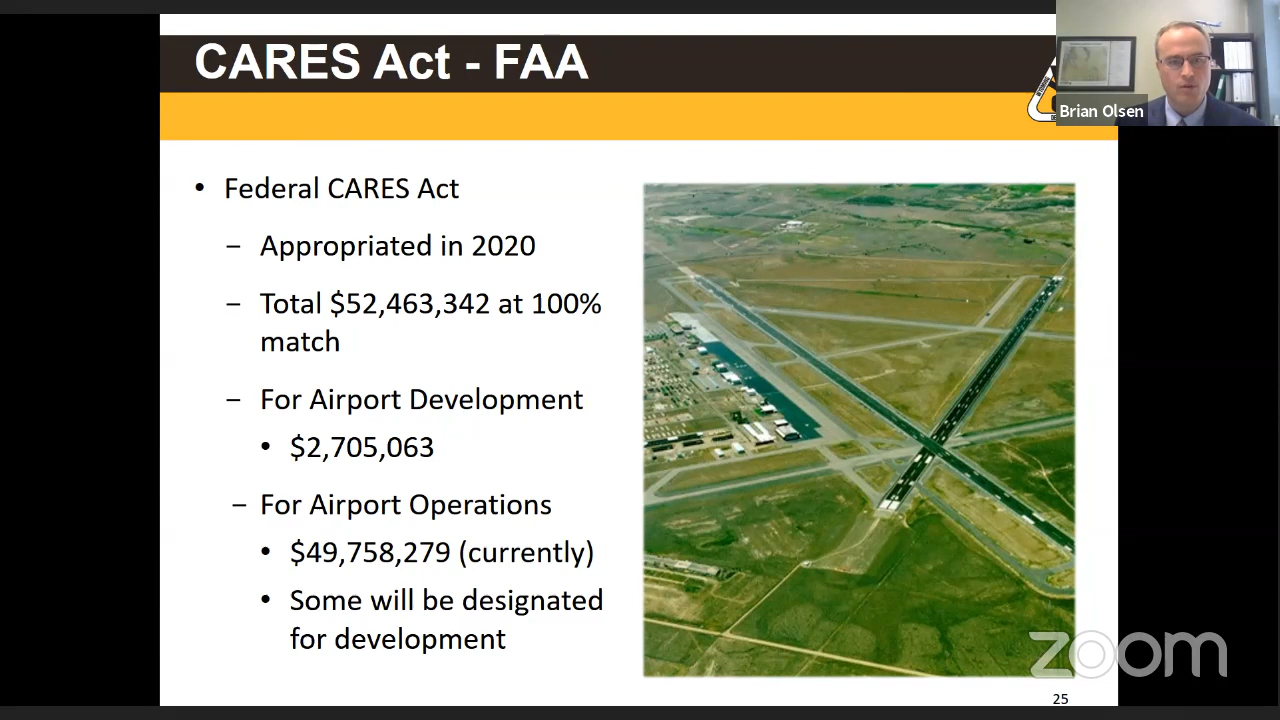 CARES Act - FAA
Brian Olsen
• Federal CARES Act
– Appropriated in 2020
– Total $52,463,342 at 100%
match
– For Airport Development
• $2,705,063
– For Airport Operations
• $49,758,279 (currently)
• Some will be designated
for development
zoom
25